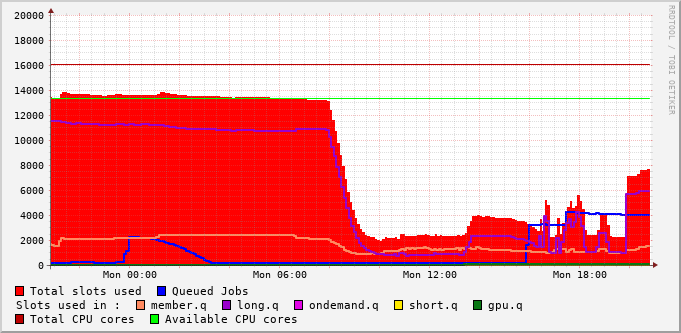 20000
18000
16000
14000
12000
10000
8000
6000
4000
2000
0
Mon 00:00 Mon 06:00 Mon 12:00 Mon 18:00
RRDTOOL / TOBI OETIKER
Total slots used Queued Jobs
Slots used in : member.q long.q ondemand.q short.q gpu.q
Total CPU cores Available CPU cores